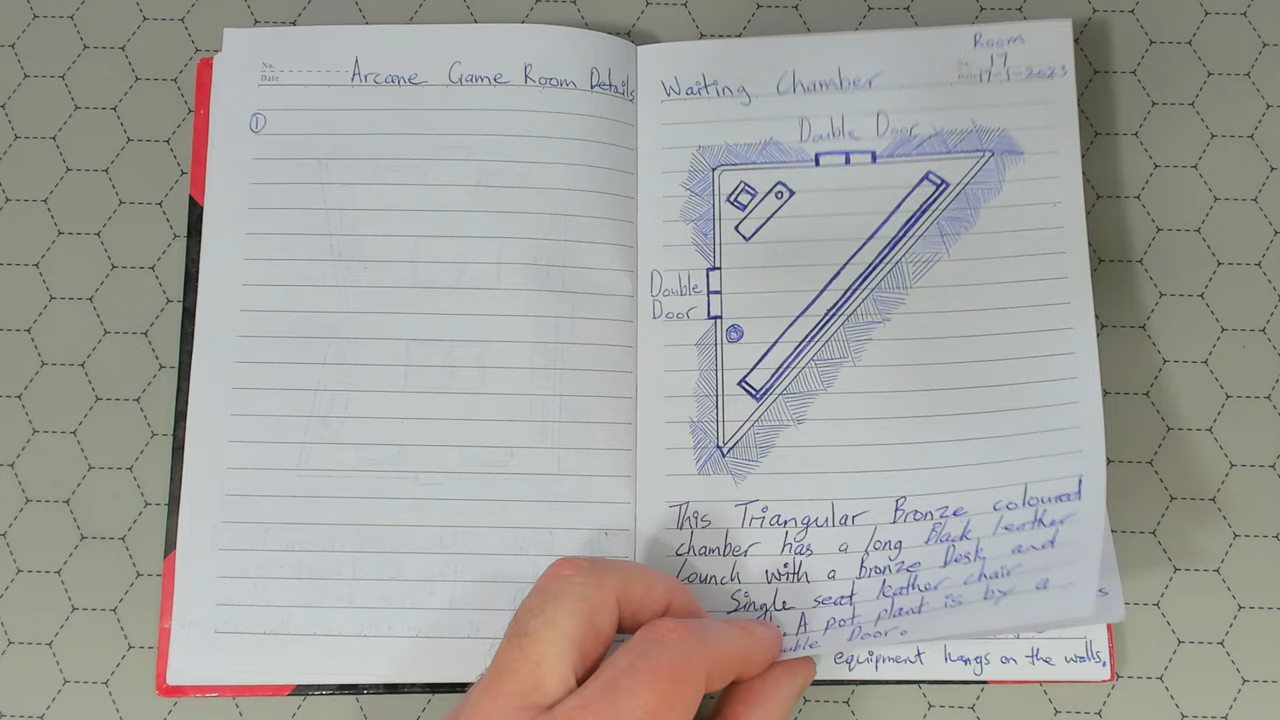 No.
Date
Arcane Game Room Details
①
Room
17
17-1-2023
Waiting Chamber
Double Door
Double
Door
This Triangular Bronze coloured
chamber has a long Black leather
Lounch with a Bronze Desk and
Single seat leather chair
A pot plant is by a
Door.
equipment hangs on the walls.